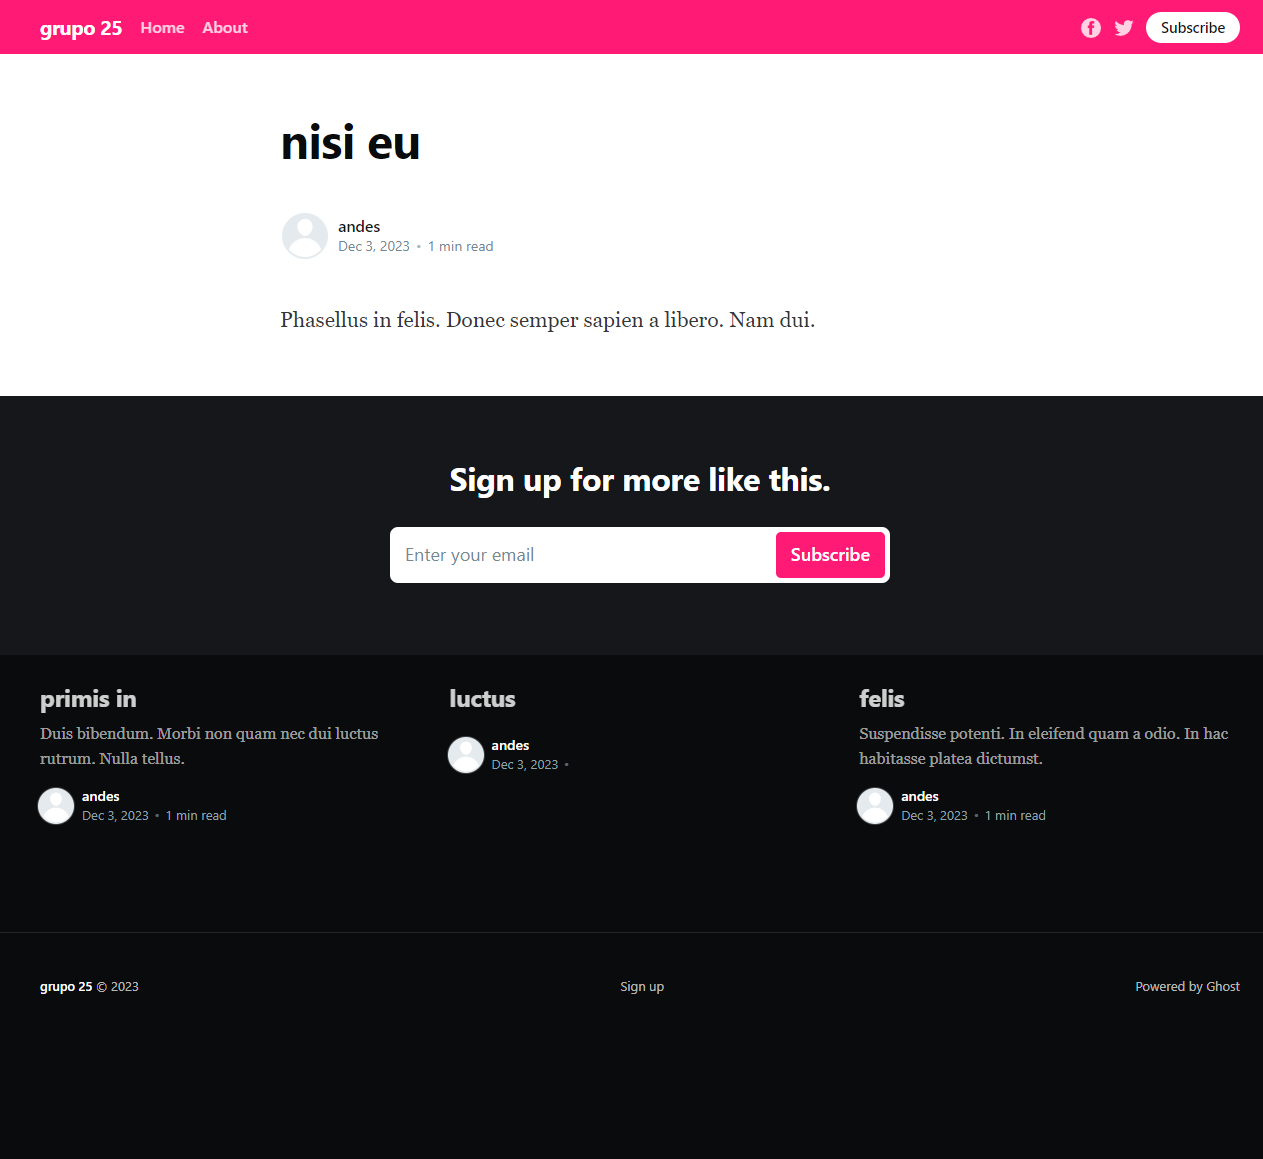 grupo 25 Home About Subscribe
nisi eu
andes
Dec 3, 2023 • 1 min read
Phasellus in felis. Donec semper sapien a libero. Nam dui.
Sign up for more like this.
Enter your email Subscribe
primis in
Duis bibendum. Morbi non quam nec dui luctus
rutrum. Nulla tellus.
andes
Dec 3, 2023 • 1 min read
luctus
andes
Dec 3, 2023 •
felis
Suspendisse potenti. In eleifend quam a odio. In hac
habitasse platea dictumst.
andes
Dec 3, 2023 • 1 min read
grupo 25 © 2023 Sign up Powered by Ghost